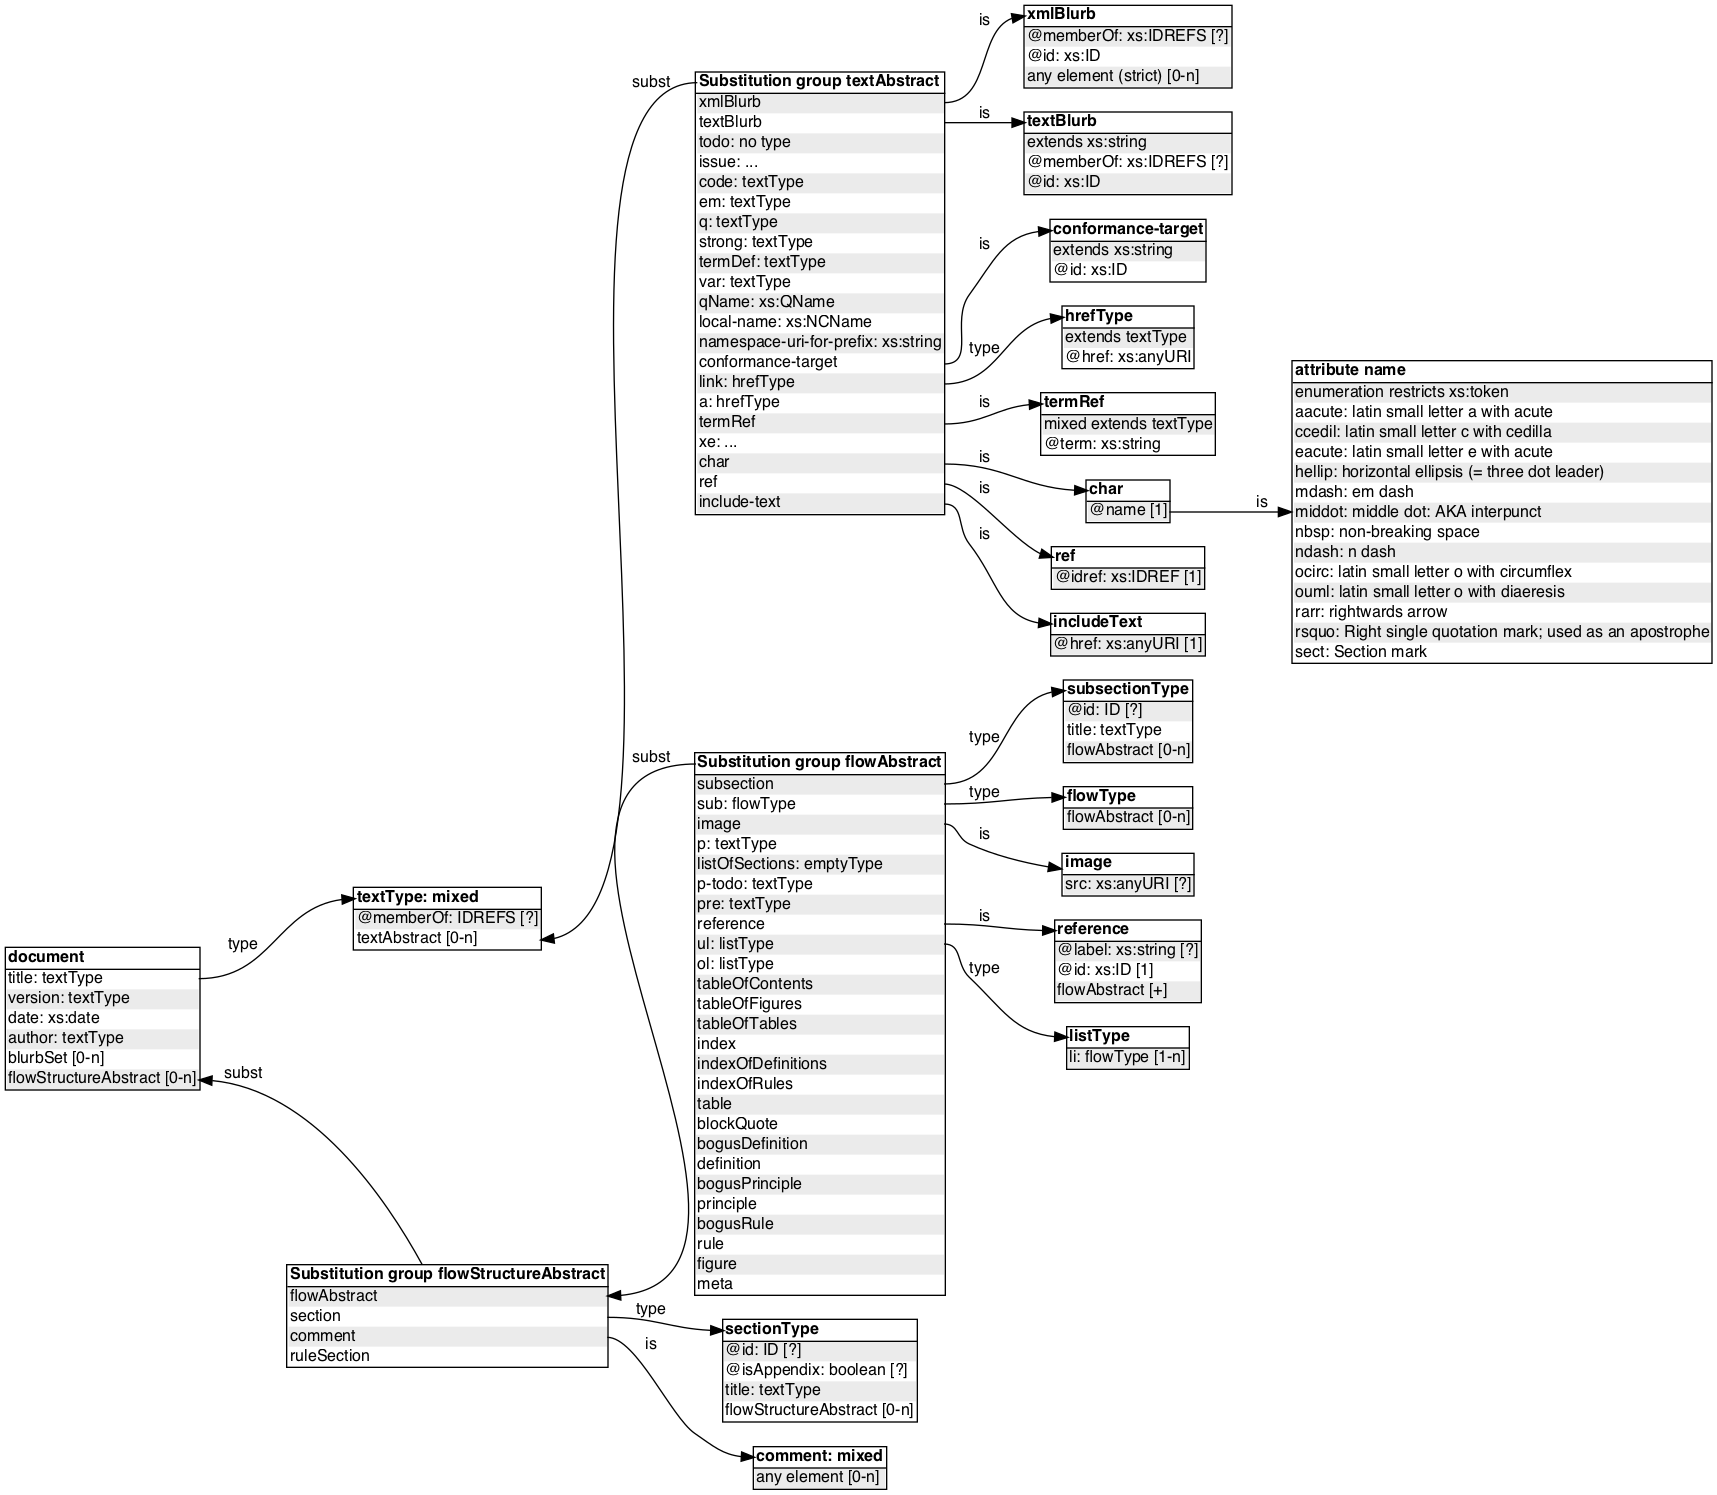 document
title: textType
version: textType
date: xs:date
author: textType
blurbSet [0-n]
flowStructureAbstract [0-n]
type
subst
textType: mixed
@memberOf: IDREFS [?]
textAbstract [0-n]
Substitution group flowStructureAbstract
flowAbstract
section
comment
ruleSection
subst
Substitution group textAbstract
xmlBlurb
textBlurb
todo: no type
issue: ...
code: textType
em: textType
q: textType
strong: textType
termDef: textType
var: textType
qName: xs:QName
local-name: xs:NCName
namespace-uri-for-prefix: xs:string
conformance-target
link: hrefType
a: hrefType
termRef
xe: ...
char
ref
include-text
subst
Substitution group flowAbstract
subsection
sub: flowType
image
p: textType
listOfSections: emptyType
p-todo: textType
pre: textType
reference
ul: listType
ol: listType
tableOfContents
tableOfFigures
tableOfTables
index
indexOfDefinitions
indexOfRules
table
blockQuote
bogusDefinition
definition
bogusPrinciple
principle
bogusRule
rule
figure
meta
type
sectionType
@id: ID [?]
@isAppendix: boolean [?]
title: textType
flowStructureAbstract [0-n]
is
comment: mixed
any element [0-n]
is
xmlBlurb
@memberOf: xs:IDREFS [?]
@id: xs:ID
any element (strict) [0-n]
is
textBlurb
extends xs:string
@memberOf: xs:IDREFS [?]
@id: xs:ID
is
conformance-target
extends xs:string
@id: xs:ID
type
hrefType
extends textType
@href: xs:anyURI
is
termRef
mixed extends textType
@term: xs:string
is
char
@name [1]
is
ref
@idref: xs:IDREF [1]
is
includeText
@href: xs:anyURI [1]
is
attribute name
enumeration restricts xs:token
aacute: latin small letter a with acute
ccedil: latin small letter c with cedilla
eacute: latin small letter e with acute
hellip: horizontal ellipsis (= three dot leader)
mdash: em dash
middot: middle dot: AKA interpunct
nbsp: non-breaking space
ndash: n dash
ocirc: latin small letter o with circumflex
ouml: latin small letter o with diaeresis
rarr: rightwards arrow
rsquo: Right single quotation mark; used as an apostrophe
sect: Section mark
type
subsectionType
@id: ID [?]
title: textType
flowAbstract [0-n]
type
flowType
flowAbstract [0-n]
is
image
src: xs:anyURI [?]
is
reference
@label: xs:string [?]
@id: xs:ID [1]
flowAbstract [+]
type
listType
li: flowType [1-n]